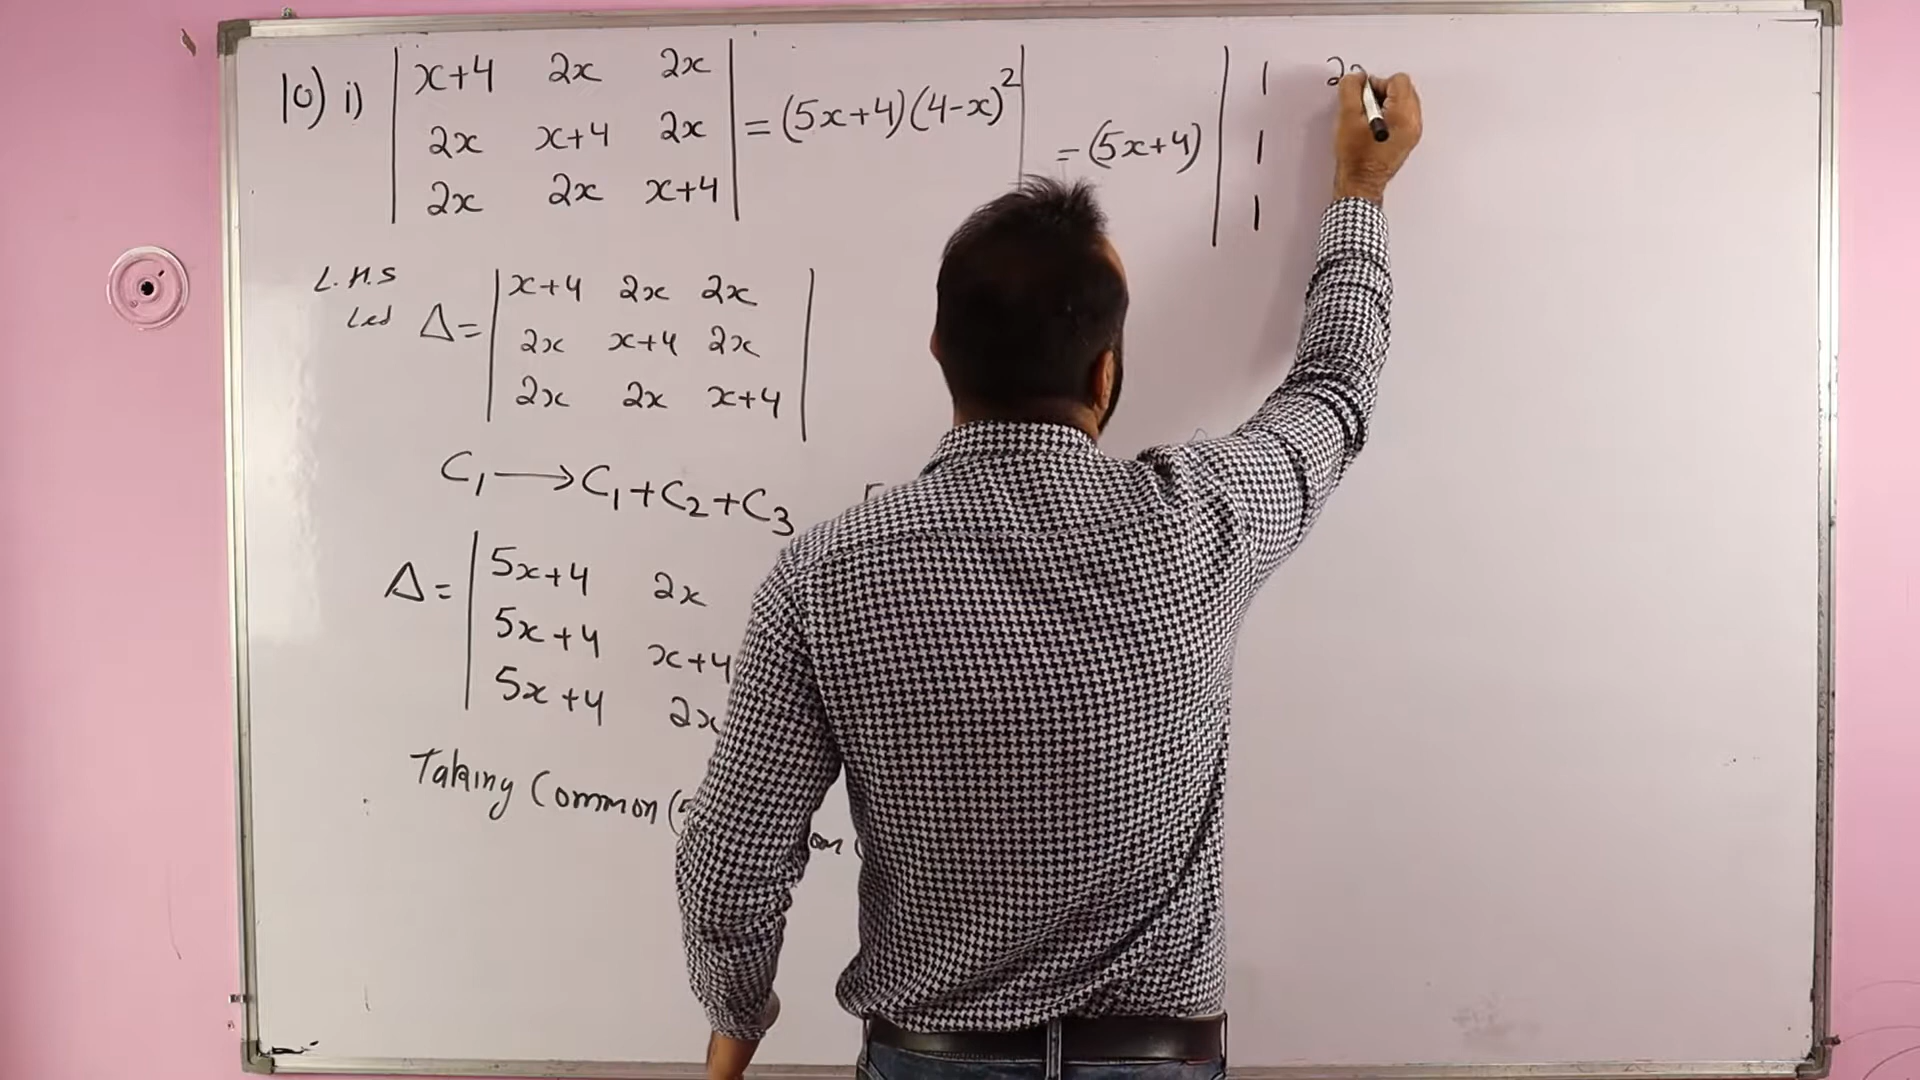 10) i) | x+4 2x 2x | = (5x+4)(4-x)²
| 2x x+4 2x |
| 2x 2x x+4 |
L.H.S
Let Δ = | x+4 2x 2x |
| 2x x+4 2x |
| 2x 2x x+4 |
C₁ → C₁+C₂+C₃
Δ = | 5x+4 2x
| 5x+4 x+4
| 5x+4 2x
Taking Common (5
= (5x+4) | 1 2x
| 1
| 1